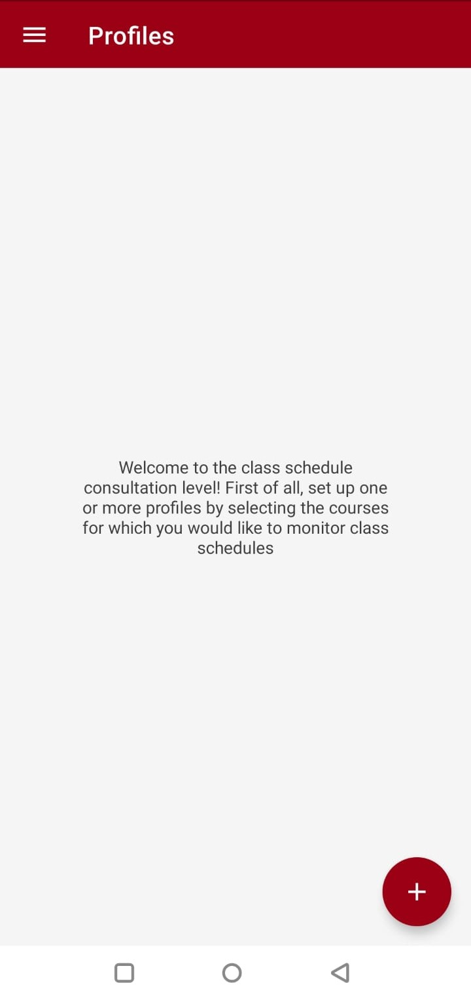 Profiles
Welcome to the class schedule
consultation level! First of all, set up one
or more profiles by selecting the courses
for which you would like to monitor class
schedules
+